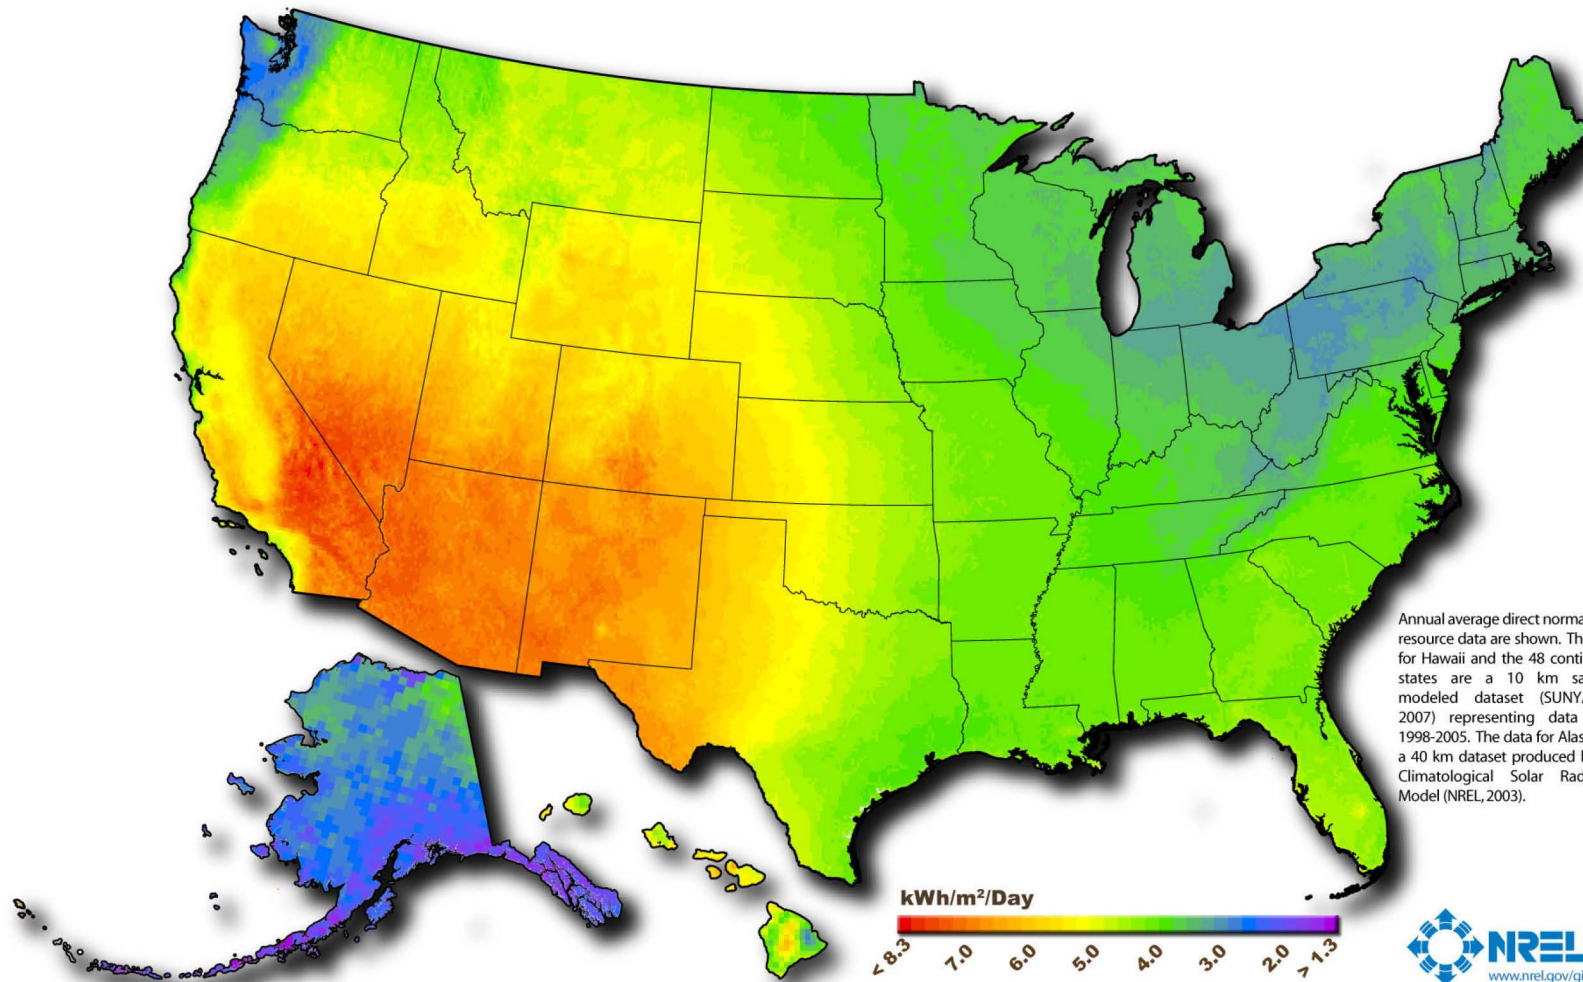 Annual average direct norma
resource data are shown. Th
for Hawaii and the 48 conti
states are a 10 km sa
modeled dataset (SUNY/
2007) representing data
1998-2005. The data for Alas
a 40 km dataset produced b
Climatological Solar Rad
Model (NREL, 2003).
kWh/m²/Day
< 8.3 7.0 6.0 5.0 4.0 3.0 2.0 > 1.3
NREL
www.nrel.gov/gi